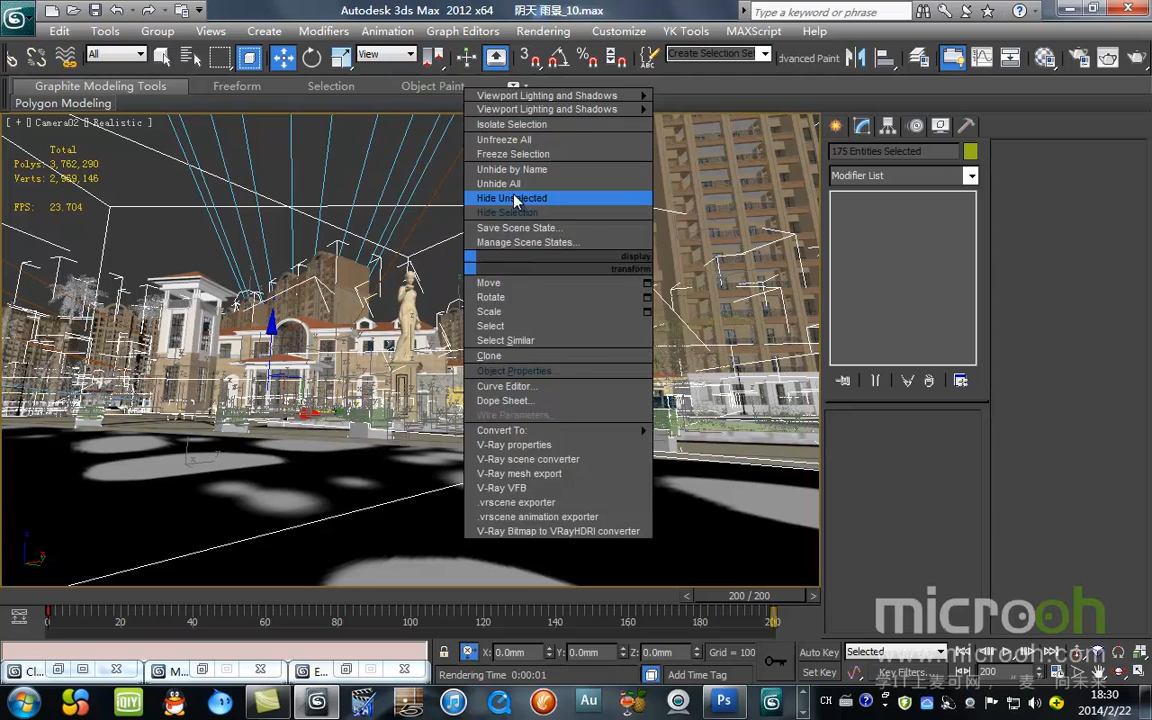 Autodesk 3ds Max 2012 x64 阴天 雨景_10.max
Type a keyword or phrase
Edit Tools Group Views Create Modifiers Animation Graph Editors Rendering Customize YK Tools MAXScript Help
All
View
Create Selection Se
Advanced Paint
Graphite Modeling Tools Freeform Selection Object Paint
Polygon Modeling
[ + [] Camera02 [] Realistic ]
Total
Polys: 3,762,290
Verts: 2,969,146
FPS: 23.704
Viewport Lighting and Shadows
Viewport Lighting and Shadows
Isolate Selection
Unfreeze All
Freeze Selection
Unhide by Name
Unhide All
Hide Unselected
Hide Selection
Save Scene State...
Manage Scene States...
display
transform
Move
Rotate
Scale
Select
Select Similar
Clone
Object Properties...
Curve Editor...
Dope Sheet...
Wire Parameters...
Convert To:
V-Ray properties
V-Ray scene converter
V-Ray mesh export
V-Ray VFB
.vrscene exporter
.vrscene animation exporter
V-Ray Bitmap to VRayHDRI converter
175 Entities Selected
Modifier List
< 200 / 200 >
0 20 40 60 80 100 120 140 160 180 200
X: 0.0mm Y: 0.0mm Z: 0.0mm Grid = 100
Auto Key Selected
Rendering Time: 0:00:01
Add Time Tag
Set Key Key Filters... 200
Cl... M... E...
microoh
www.microoh.com
Au Ps
CH
18:30
2014/2/22